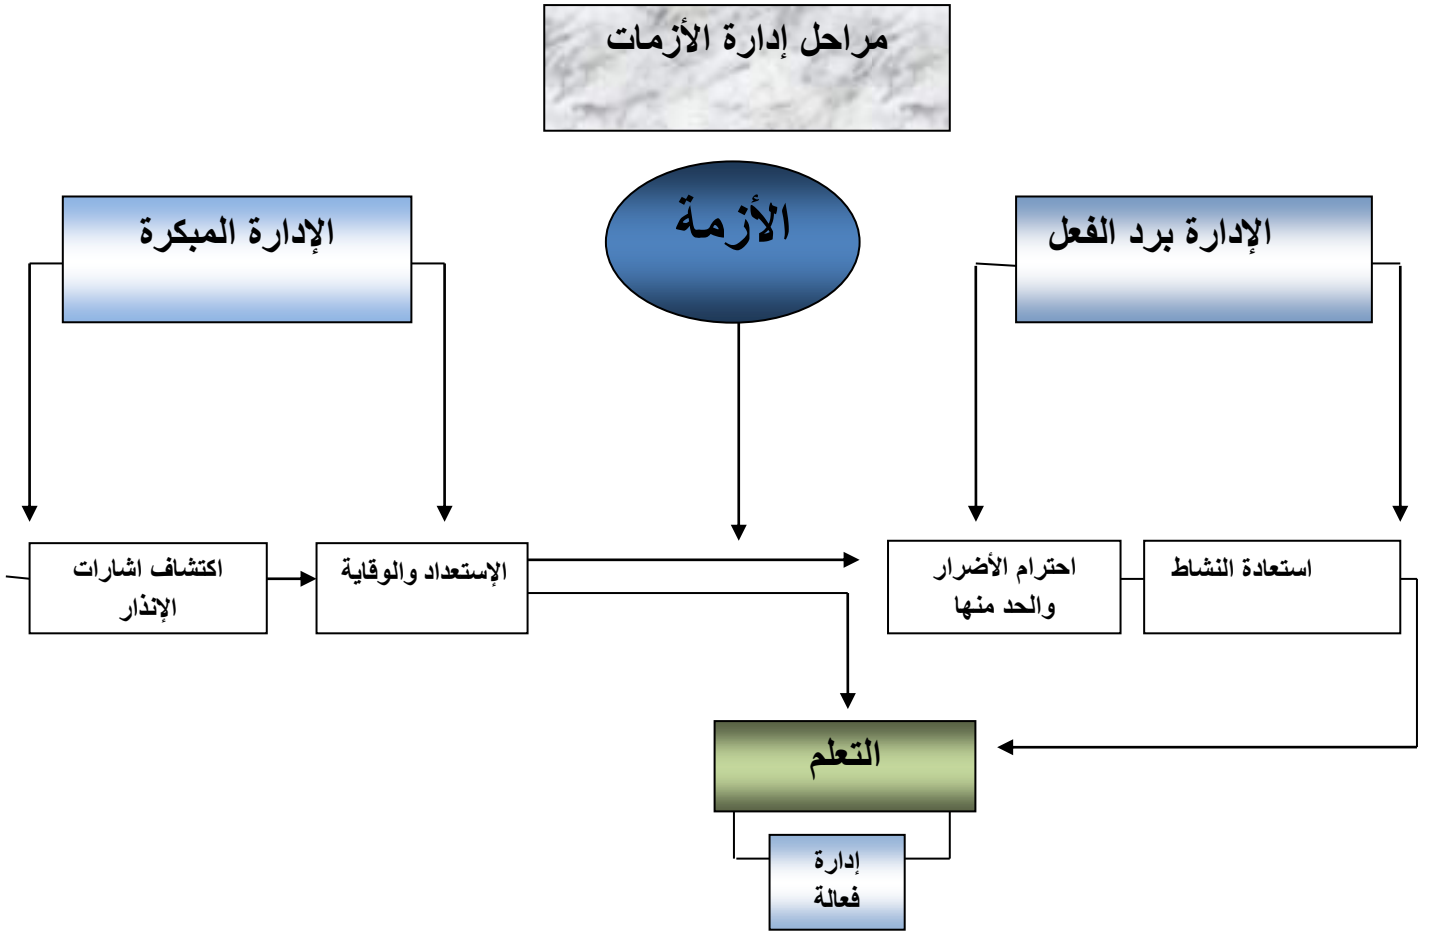 مراحل إدارة الأزمات
الأزمة
الإدارة برد الفعل
الإدارة المبكرة
استعادة النشاط
احترام الأضرار
والحد منها
الإستعداد والوقاية
اكتشاف اشارات
الإنذار
التعلم
إدارة
فعالة